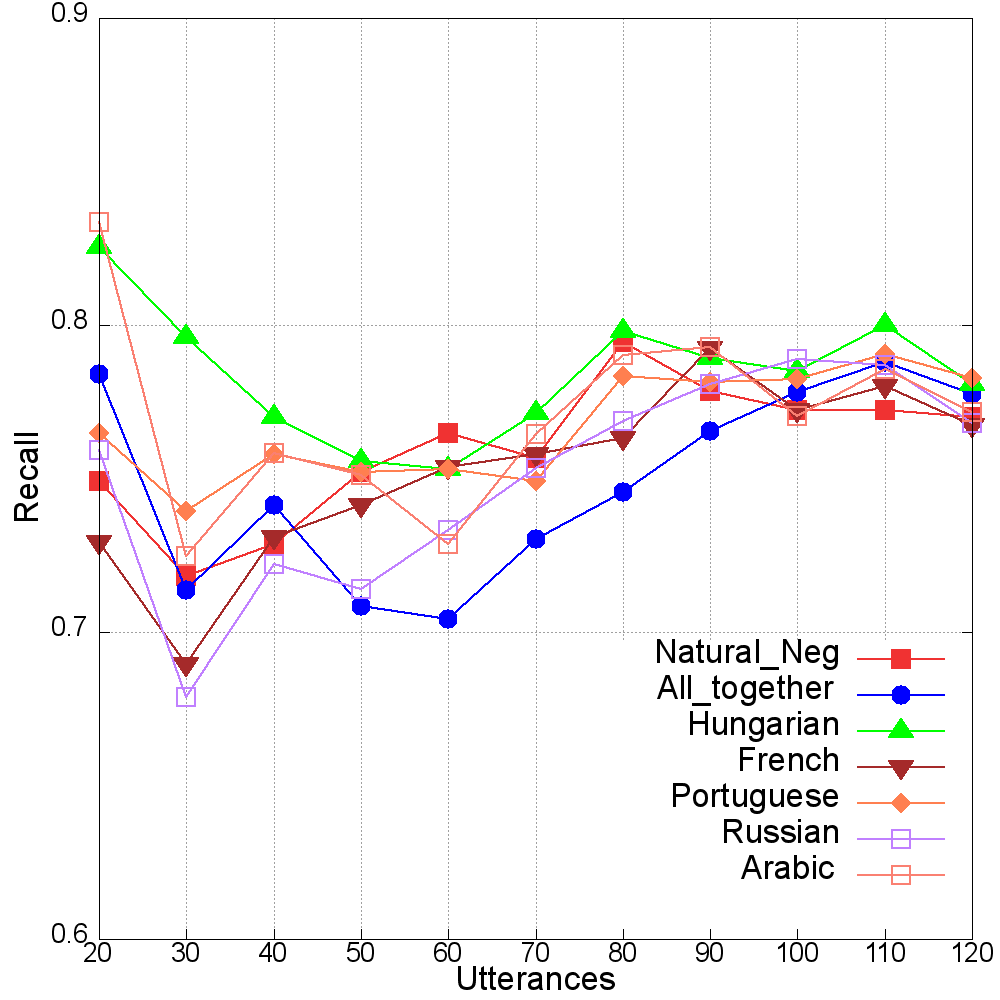 0.9
0.8
0.7
0.6
Recall
20 30 40 50 60 70 80 90 100 110 120
Utterances
Natural_Neg
All_together
Hungarian
French
Portuguese
Russian
Arabic